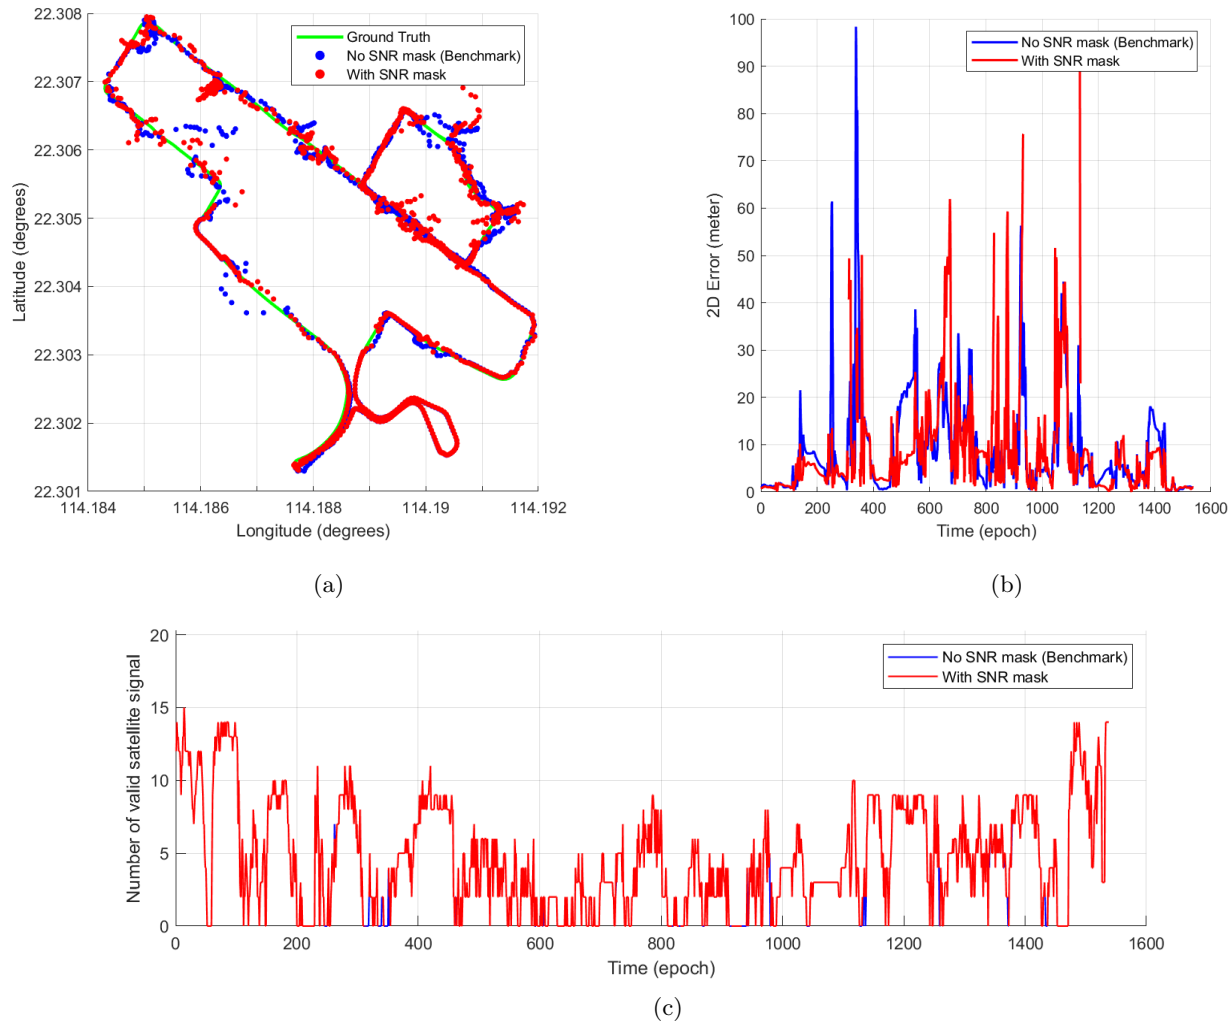 22.308
22.307
22.306
22.305
22.304
22.303
22.302
22.301
Latitude (degrees)
114.184 114.186 114.188 114.19 114.192
Longitude (degrees)
Ground Truth
No SNR mask (Benchmark)
With SNR mask
(a)
100
90
80
70
60
50
40
30
20
10
0
2D Error (meter)
0 200 400 600 800 1000 1200 1400 1600
Time (epoch)
No SNR mask (Benchmark)
With SNR mask
(b)
20
15
10
5
0
Number of valid satellite signal
0 200 400 600 800 1000 1200 1400 1600
Time (epoch)
No SNR mask (Benchmark)
With SNR mask
(c)